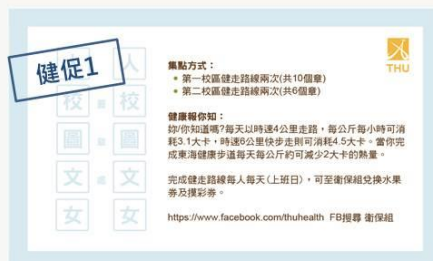 健促1
人
校 校
圖 圖
文 文
女 女
THU
集點方式：
• 第一校區健走路線兩次(共10個章)
• 第二校區健走路線兩次(共6個章)
健康報你知：
妳/你知道嗎?每天以時速4公里走路，每公斤每小時可消
耗3.1大卡，時速6公里快步走則可消耗4.5大卡。當你完
成東海健康步道每天每公斤約可減少2大卡的熱量。
完成健走路線每人每天(上班日)，可至衛保組兌換水果
券及摸彩券。
https://www.facebook.com/thuhealth FB搜尋 衛保組